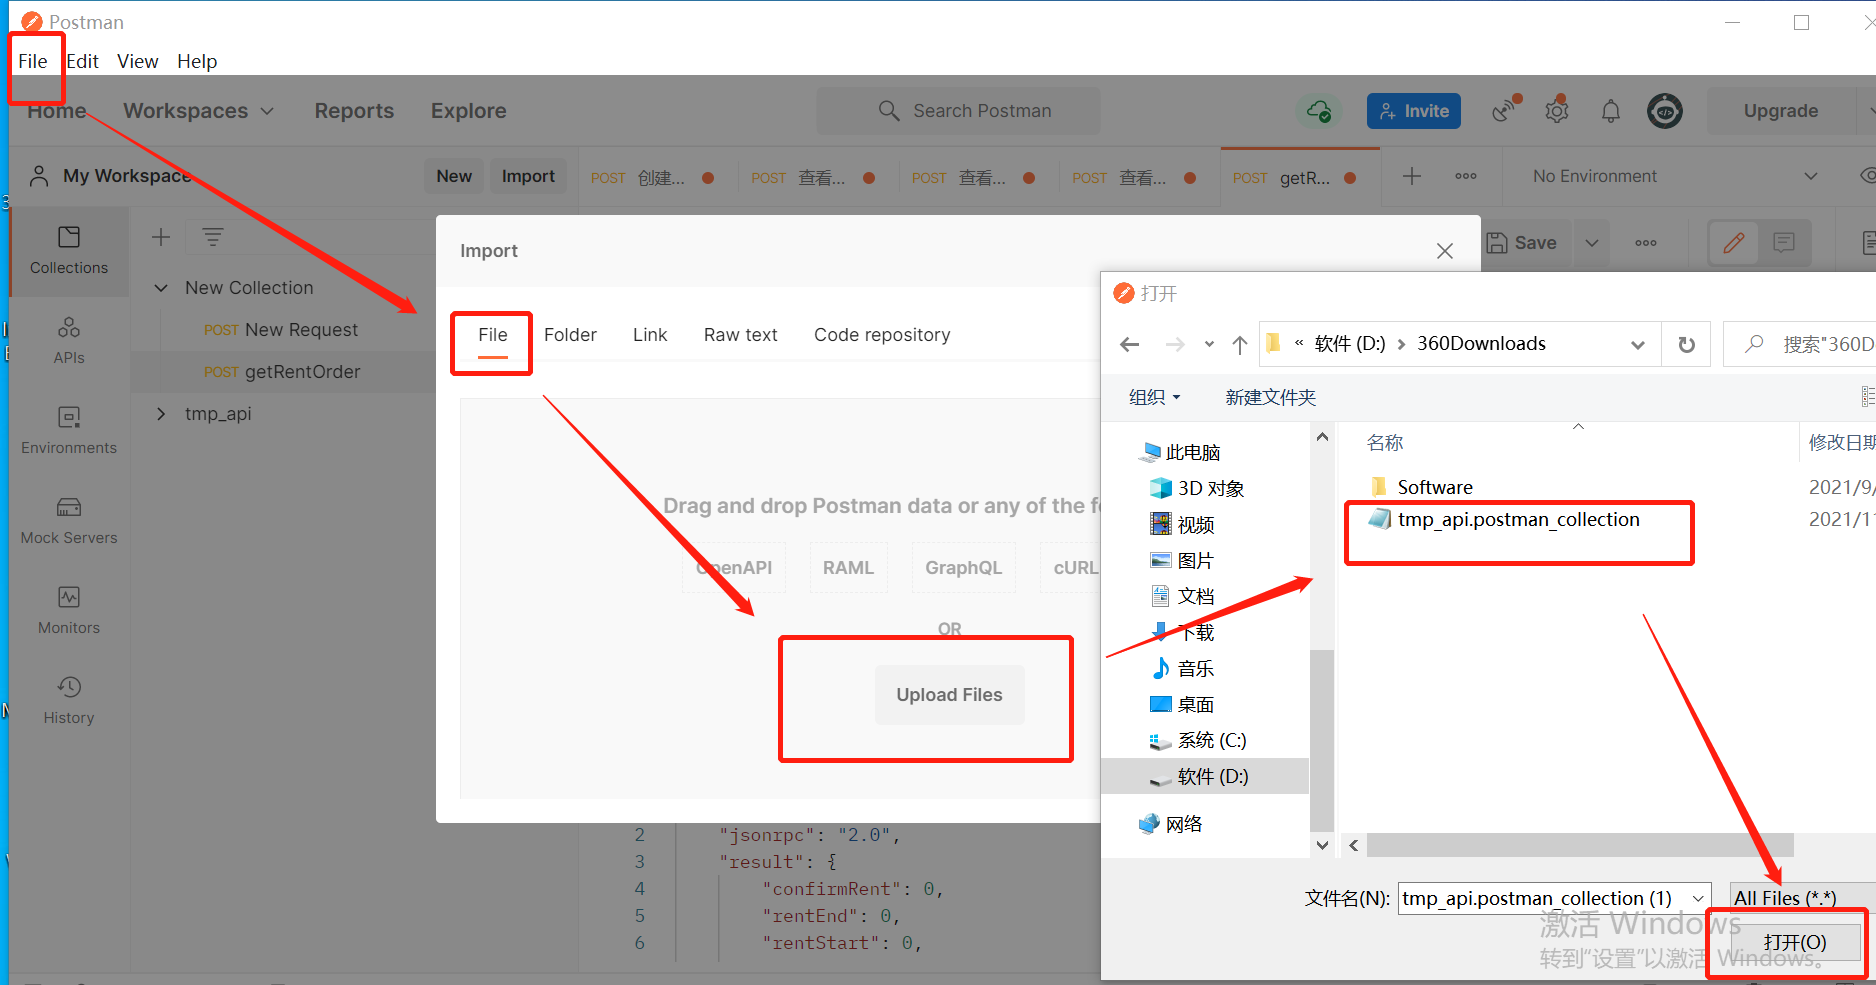 Postman
File Edit View Help
Home Workspaces Reports Explore Search Postman Invite Upgrade
My Workspace New Import POST 创建... POST 查看... POST 查看... POST 查看... POST getR... No Environment
Collections
APIs
Environments
Mock Servers
Monitors
History
New Collection
POST New Request
POST getRentOrder
tmp_api
Save
Import
File Folder Link Raw text Code repository
Drag and drop Postman data or any of the
OpenAPI RAML GraphQL cURL
OR
Upload Files
2 "jsonrpc": "2.0",
3 "result": {
4 "confirmRent": 0,
5 "rentEnd": 0,
6 "rentStart": 0,
打开
« 软件 (D:) › 360Downloads 搜索"360D
组织 新建文件夹
此电脑
3D 对象
视频
图片
文档
下载
音乐
桌面
系统 (C:)
软件 (D:)
网络
名称 修改日期
Software 2021/9/
tmp_api.postman_collection 2021/1
文件名(N): tmp_api.postman_collection (1) All Files (*.*)
打开(O)
激活 Windows
转到"设置"以激活 Windows。